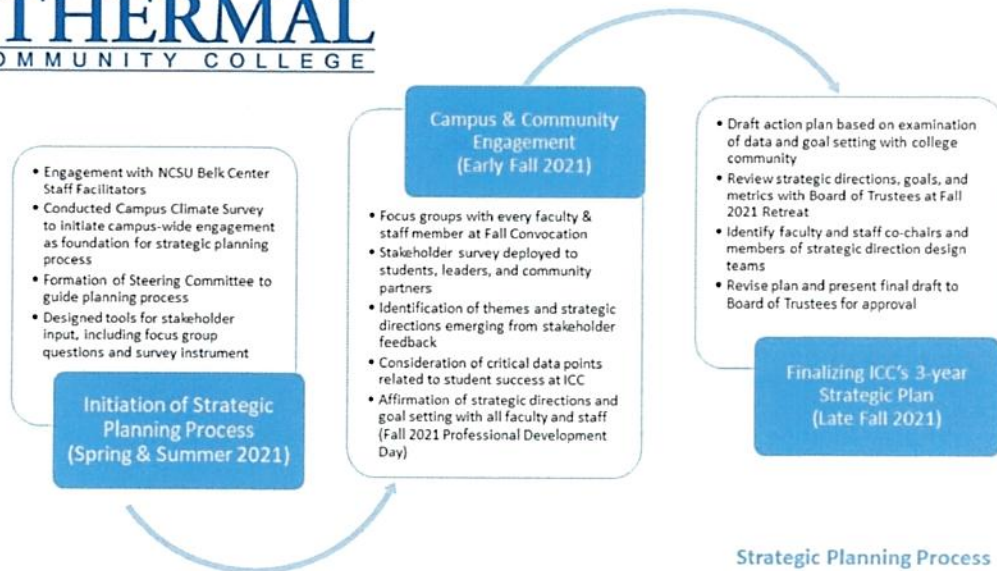 THERMAL
OMMUNITY COLLEGE
• Engagement with NCSU Belk Center
Staff Facilitators
• Conducted Campus Climate Survey
to initiate campus-wide engagement
as foundation for strategic planning
process
• Formation of Steering Committee to
guide planning process
• Designed tools for stakeholder
input, including focus group
questions and survey instrument
Initiation of Strategic
Planning Process
(Spring & Summer 2021)
Campus & Community
Engagement
(Early Fall 2021)
• Focus groups with every faculty &
staff member at Fall Convocation
• Stakeholder survey deployed to
students, leaders, and community
partners
• Identification of themes and strategic
directions emerging from stakeholder
feedback
• Consideration of critical data points
related to student success at ICC
• Affirmation of strategic directions and
goal setting with all faculty and staff
(Fall 2021 Professional Development
Day)
• Draft action plan based on examination
of data and goal setting with college
community
• Review strategic directions, goals, and
metrics with Board of Trustees at Fall
2021 Retreat
• Identify faculty and staff co-chairs and
members of strategic direction design
teams
• Revise plan and present final draft to
Board of Trustees for approval
Finalizing ICC's 3-year
Strategic Plan
(Late Fall 2021)
Strategic Planning Process